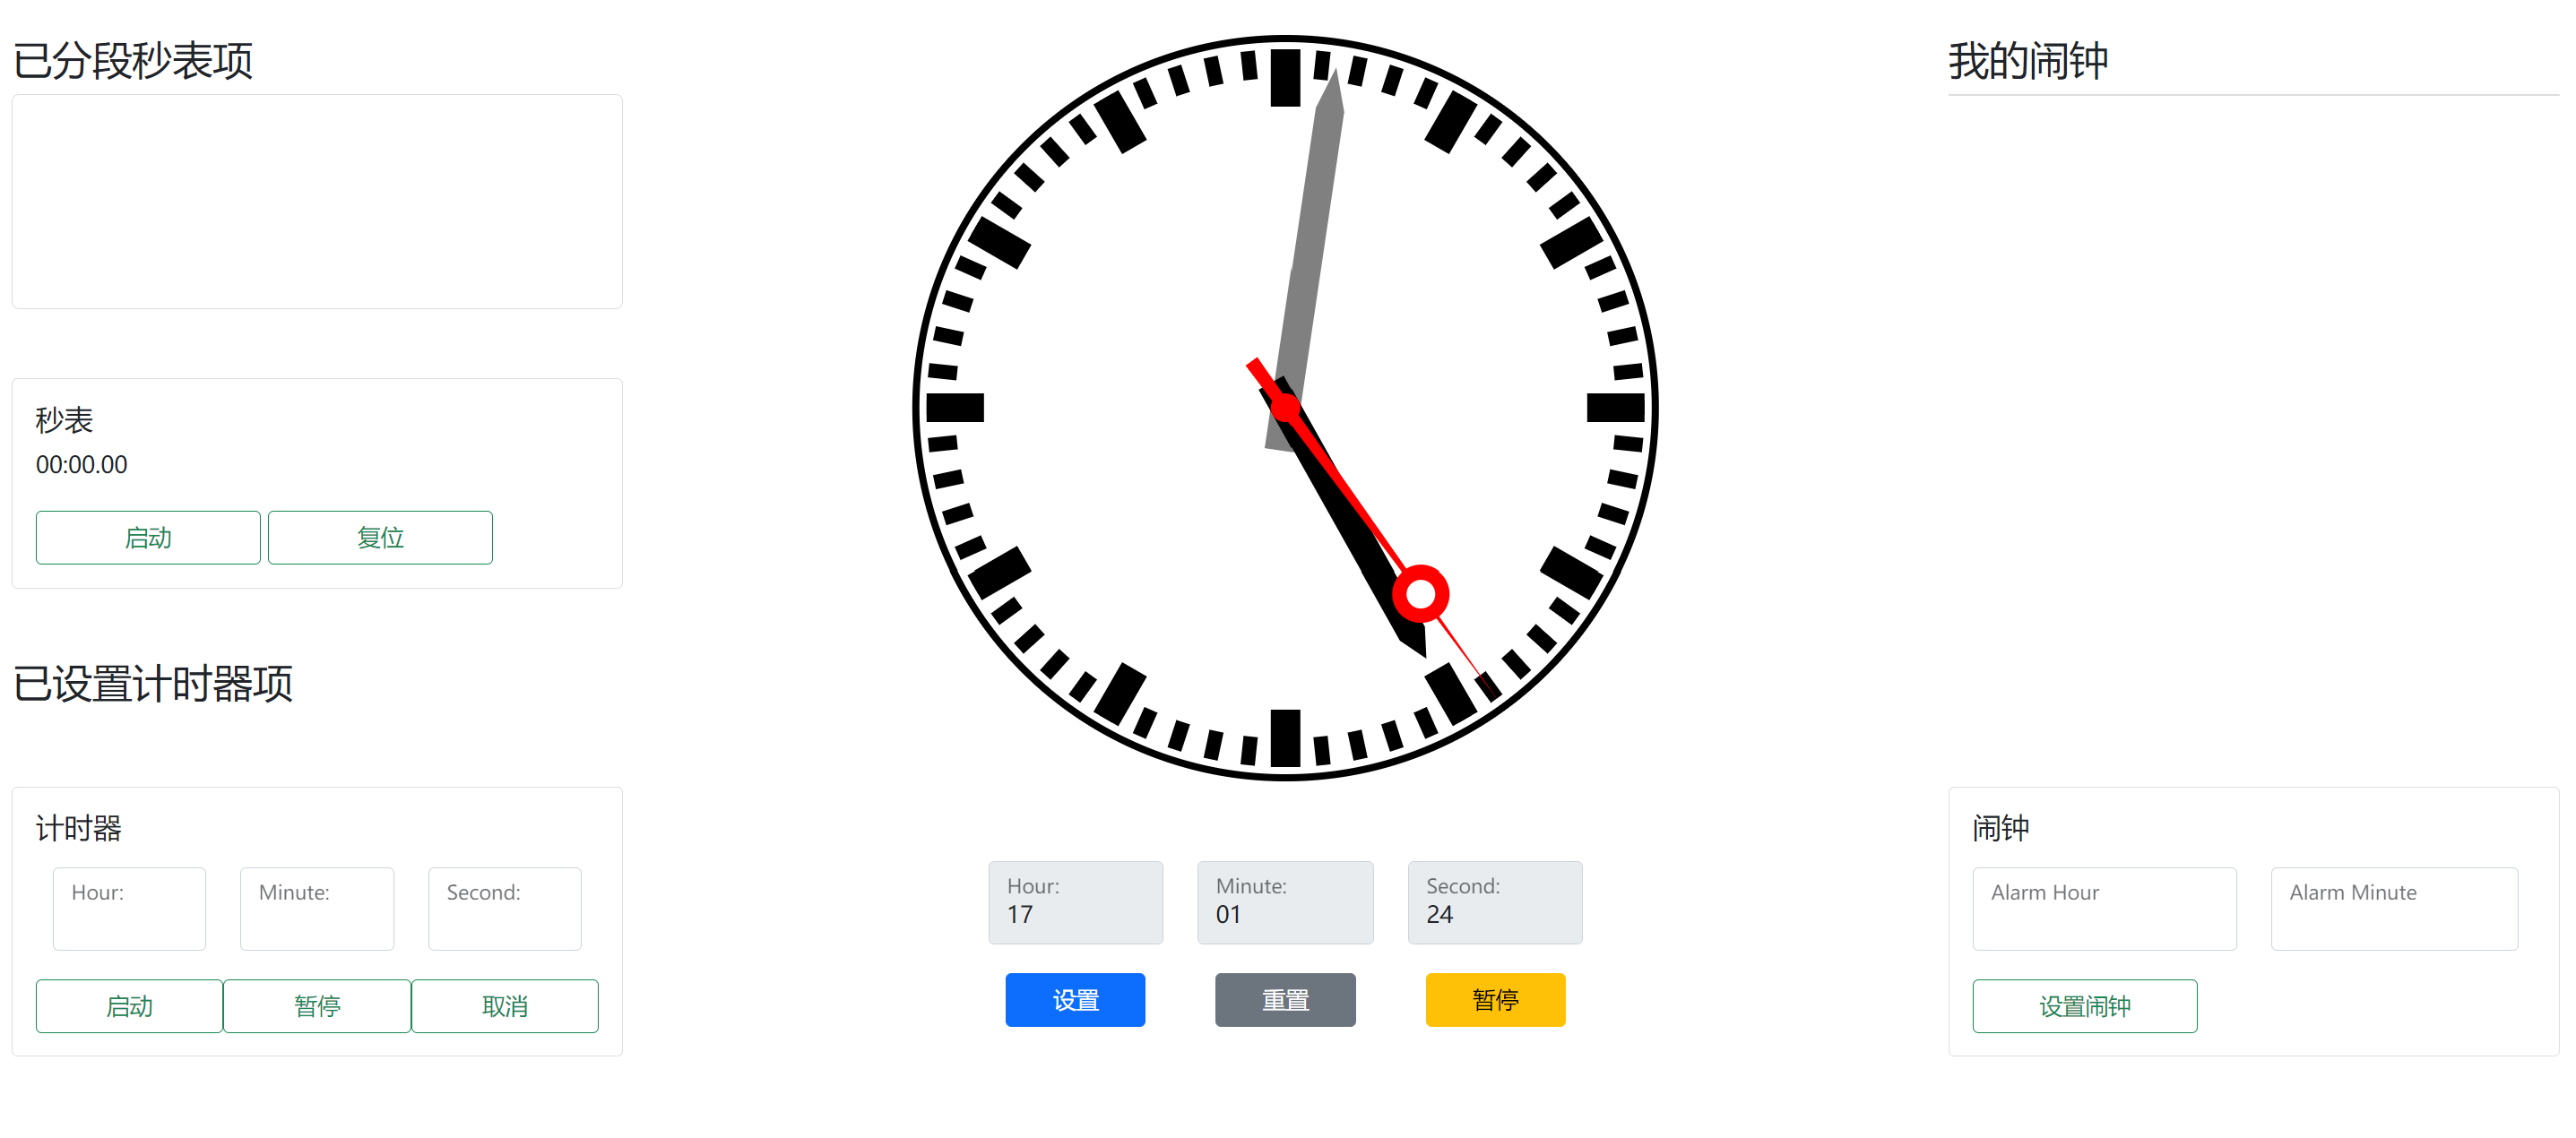 已分段秒表项
秒表
00:00.00
启动 复位
已设置计时器项
计时器
Hour: Minute: Second:
启动 暂停 取消
Hour: Minute: Second:
17 01 24
设置 重置 暂停
我的闹钟
闹钟
Alarm Hour Alarm Minute
设置闹钟